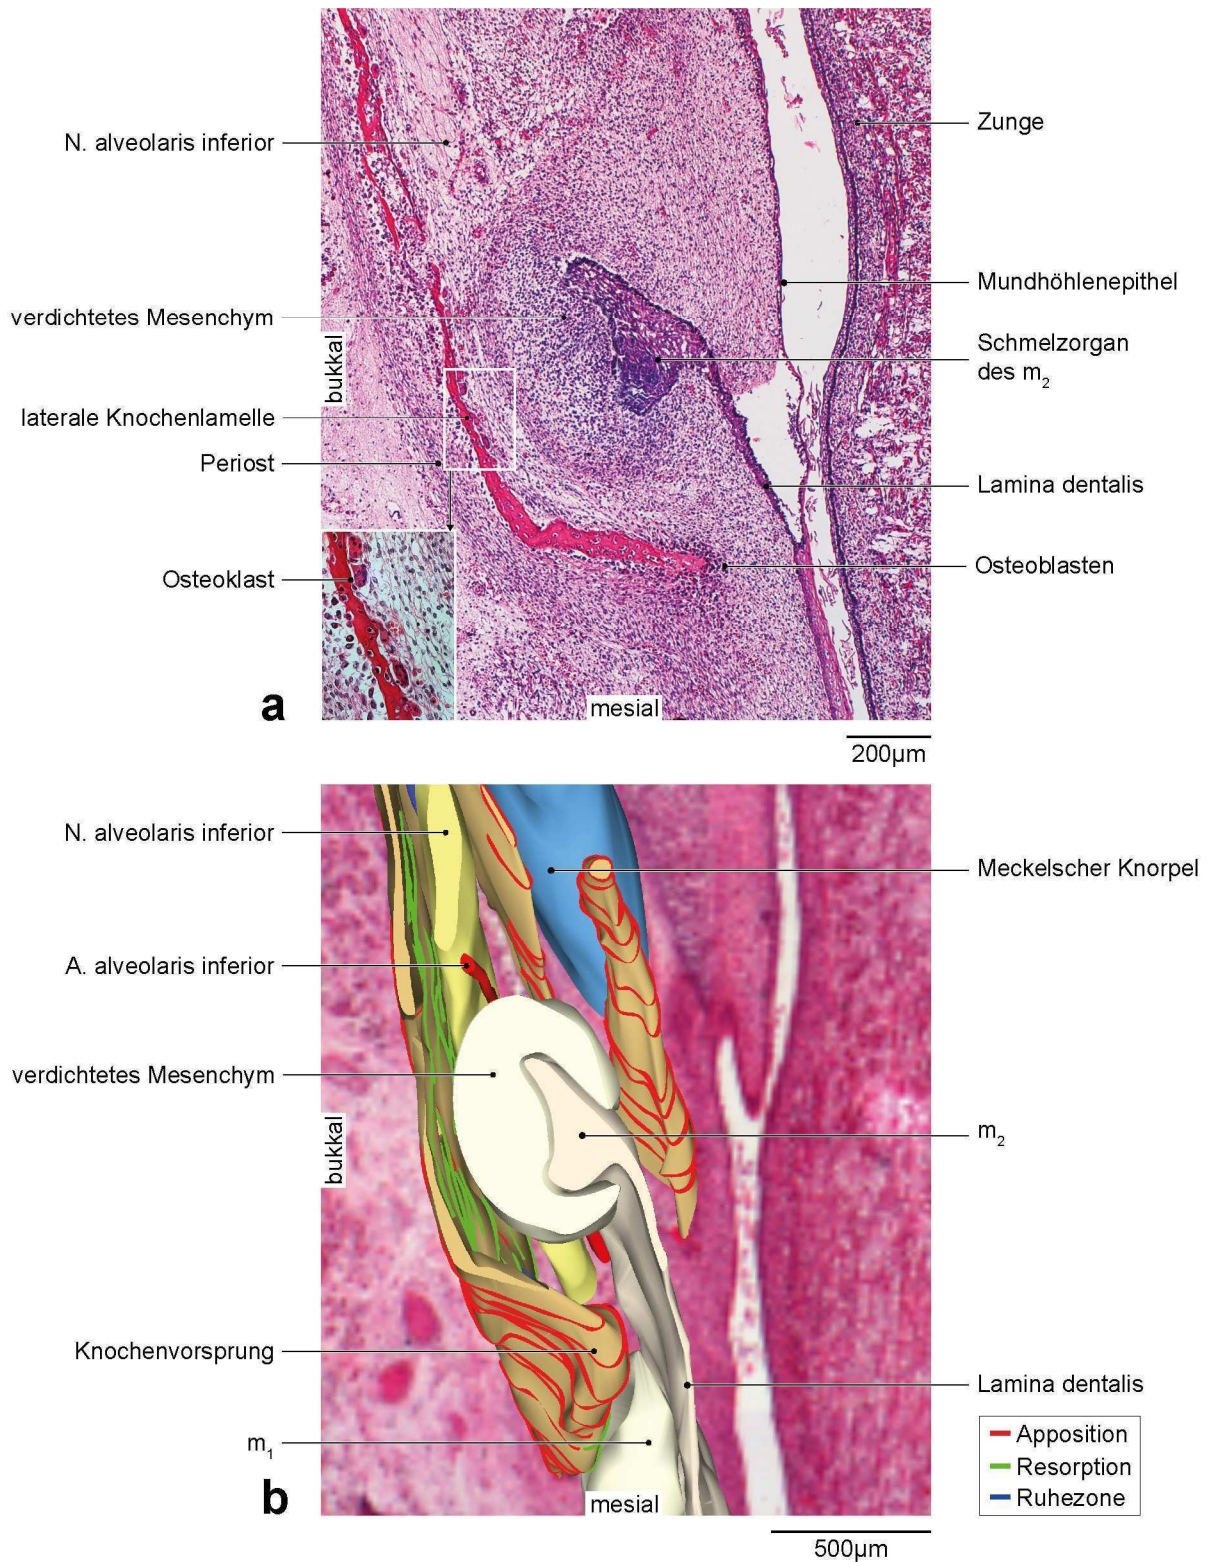 N. alveolaris inferior
Zunge
Mundhöhlenepithel
verdichtetes Mesenchym
Schmelzorgan
des m2
bukkal
laterale Knochenlamelle
Periost
Lamina dentalis
Osteoblasten
Osteoklast
a
mesial
200µm
N. alveolaris inferior
Meckelscher Knorpel
A. alveolaris inferior
verdichtetes Mesenchym
m2
bukkal
Knochenvorsprung
Lamina dentalis
m1
Apposition
Resorption
Ruhezone
b
mesial
500µm